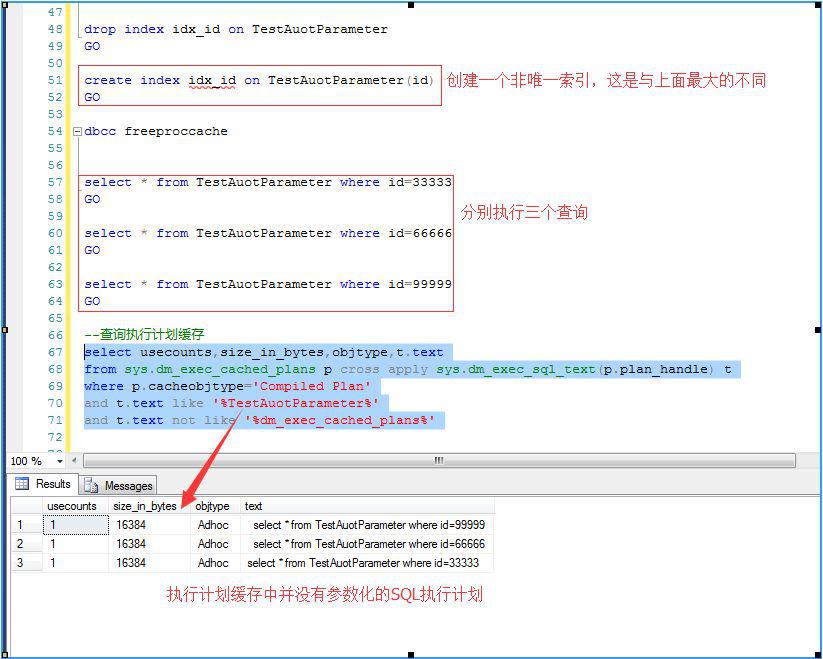 47
48 drop index idx_id on TestAuotParameter
49 GO
50
51 create index idx_id on TestAuotParameter(id) 创建一个非唯一索引，这是与上面最大的不同
52 GO
53
54 dbcc freeproccache
55
56
57 select * from TestAuotParameter where id=33333
58 GO
59 分别执行三个查询
60 select * from TestAuotParameter where id=66666
61 GO
62
63 select * from TestAuotParameter where id=99999
64 GO
65
66 --查询执行计划缓存
67 select usecounts,size_in_bytes,objtype,t.text
68 from sys.dm_exec_cached_plans p cross apply sys.dm_exec_sql_text(p.plan_handle) t
69 where p.cacheobjtype='Compiled Plan'
70 and t.text like '%TestAuotParameter%'
71 and t.text not like '%dm_exec_cached_plans%'
72
100 %
Results Messages
usecounts size_in_bytes objtype text
1 1 16384 Adhoc select * from TestAuotParameter where id=99999
2 1 16384 Adhoc select * from TestAuotParameter where id=66666
3 1 16384 Adhoc select * from TestAuotParameter where id=33333
执行计划缓存中并没有参数化的SQL执行计划